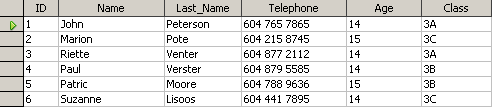 ID Name Last_Name Telephone Age Class
1 John Peterson 604 765 7865 14 3A
2 Marion Pote 604 215 8745 15 3C
3 Riette Venter 604 877 2112 14 3A
4 Paul Verster 604 879 5585 14 3B
5 Patric Moore 604 788 9636 15 3B
6 Suzanne Lisoos 604 441 7895 14 3C